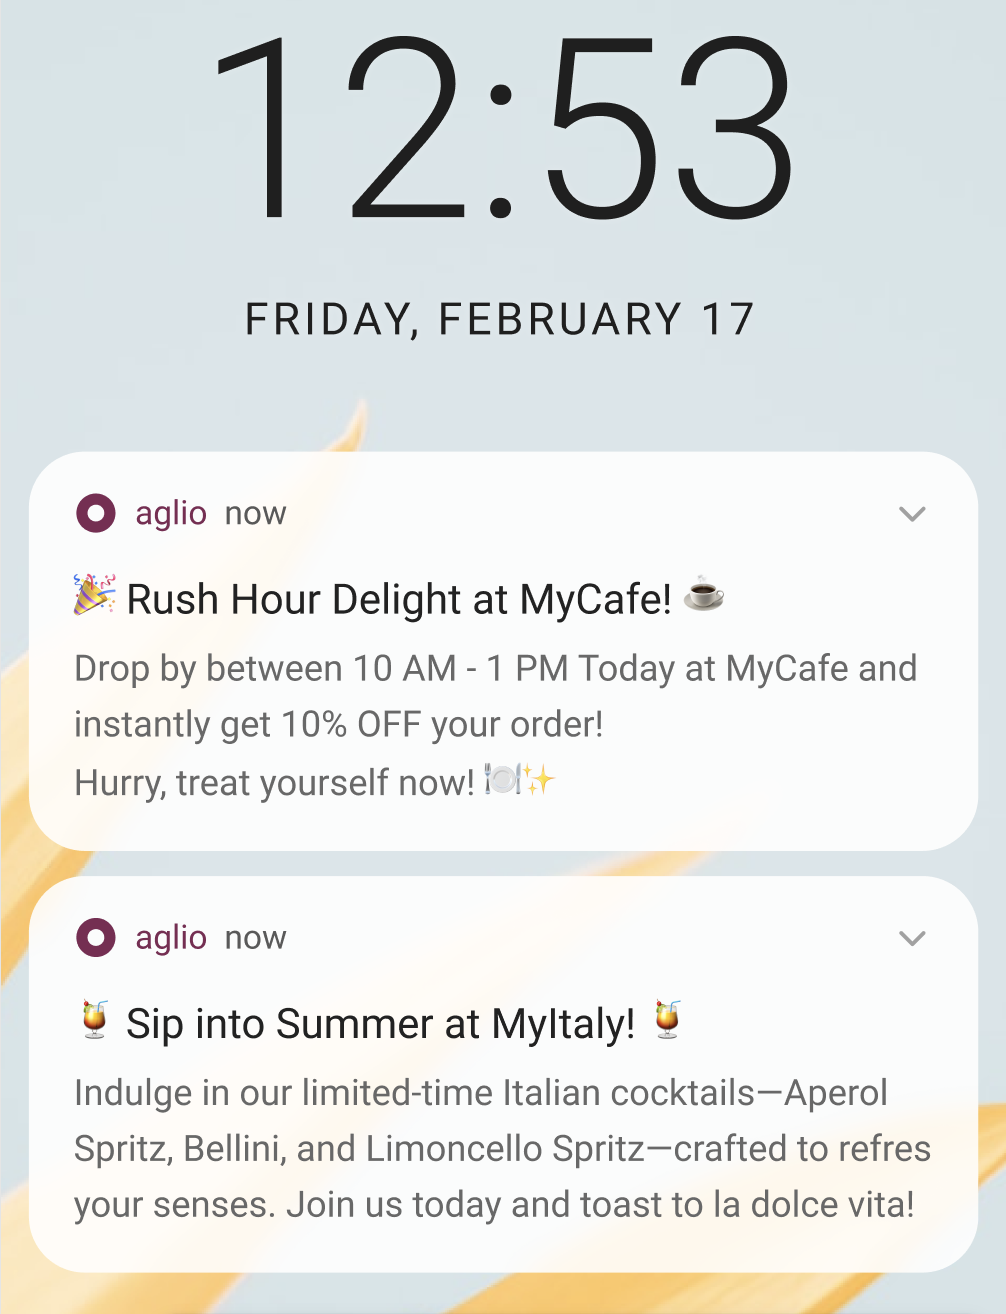 12:53
FRIDAY, FEBRUARY 17
aglio now
🎉 Rush Hour Delight at MyCafe! ☕
Drop by between 10 AM - 1 PM Today at MyCafe and
instantly get 10% OFF your order!
Hurry, treat yourself now! 🍽️✨
aglio now
🍹 Sip into Summer at MyItaly! 🍹
Indulge in our limited-time Italian cocktails—Aperol
Spritz, Bellini, and Limoncello Spritz—crafted to refres
your senses. Join us today and toast to la dolce vita!